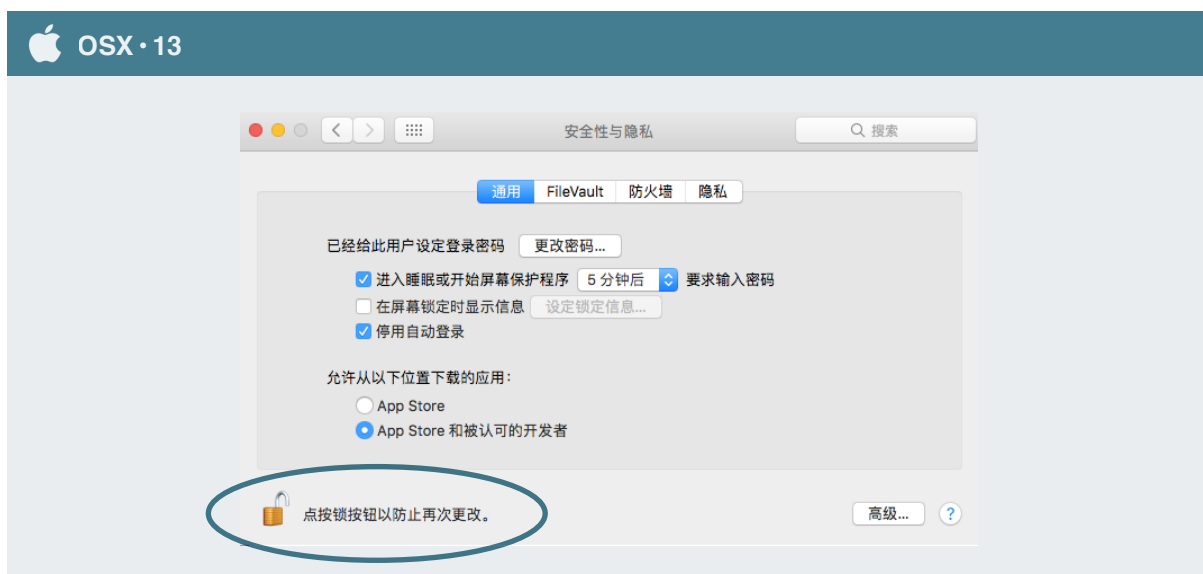 OSX · 13
安全性与隐私
搜索
通用 FileVault 防火墙 隐私
已经给此用户设定登录密码 更改密码...
进入睡眠或开始屏幕保护程序 5 分钟后 要求输入密码
在屏幕锁定时显示信息 设定锁定信息...
停用自动登录
允许从以下位置下载的应用：
App Store
App Store 和被认可的开发者
点按锁按钮以防止再次更改。
高级... ?